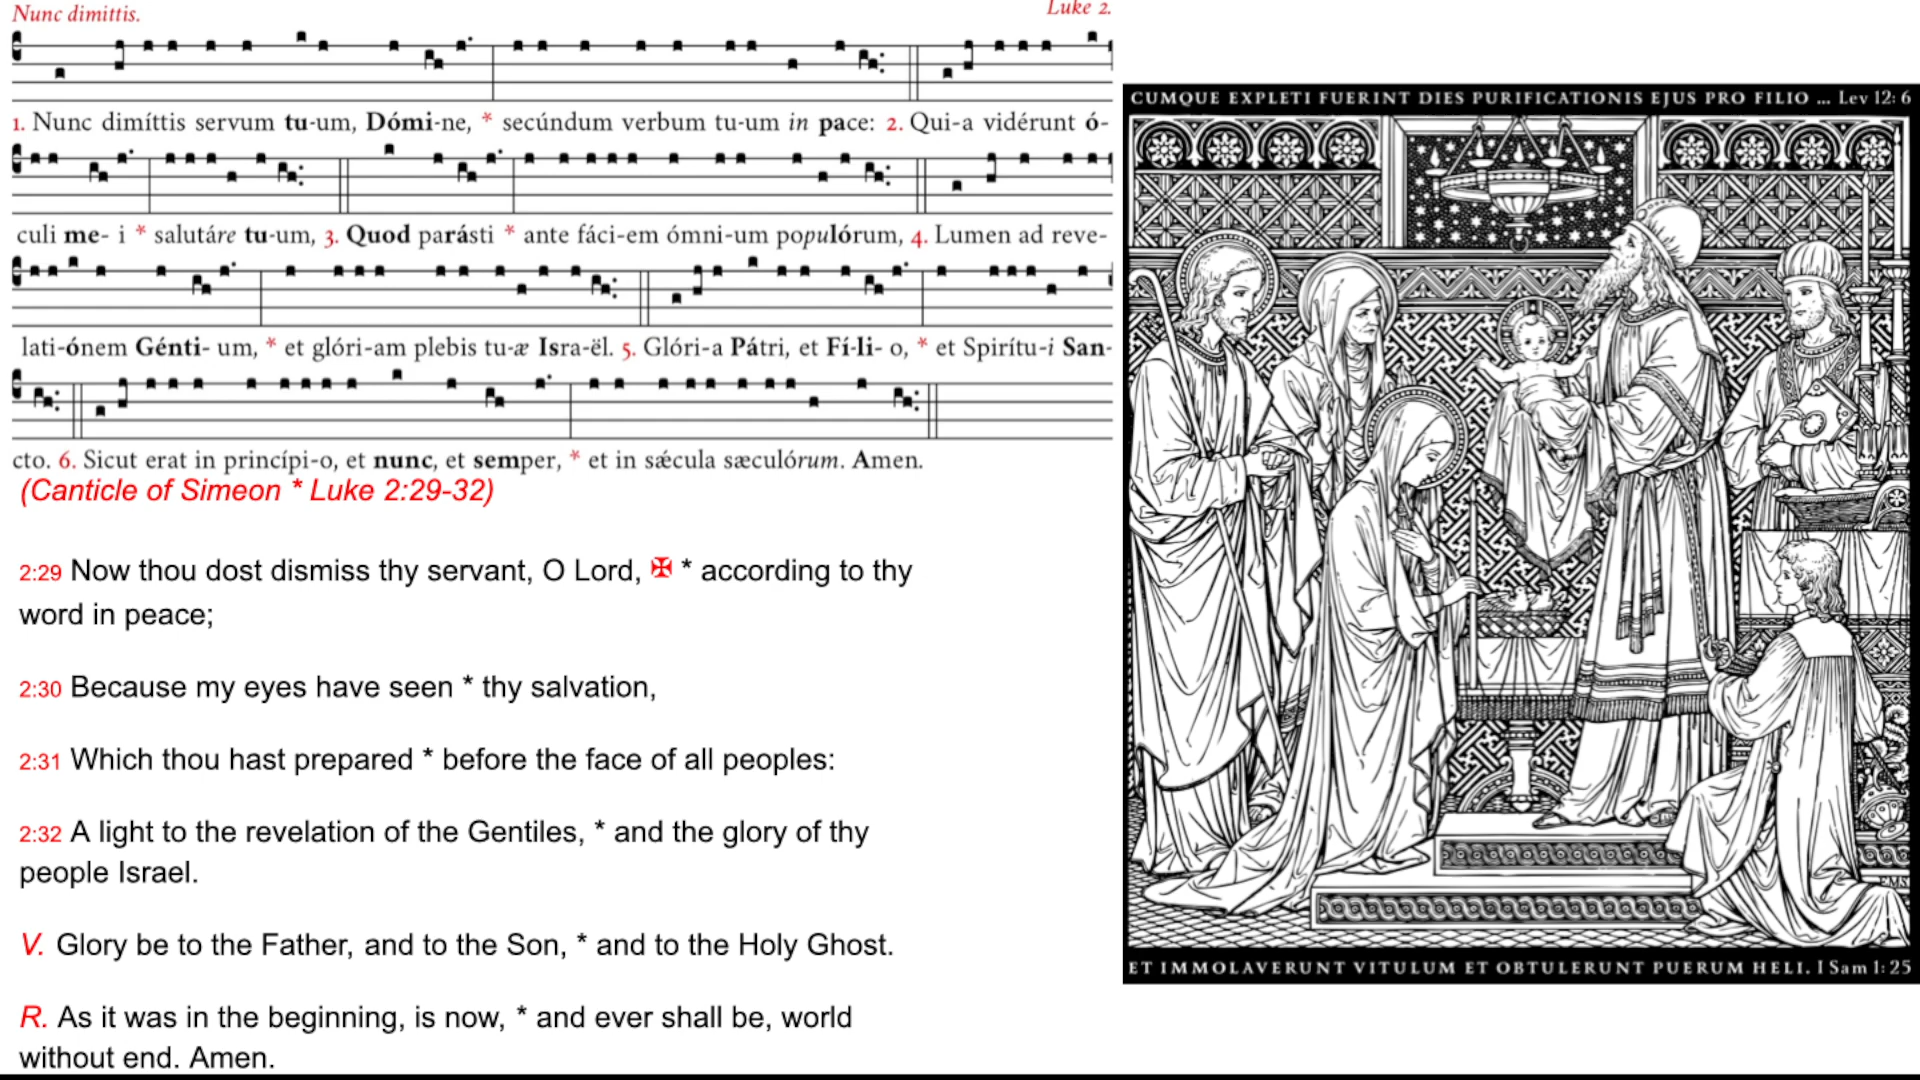 Nunc dimittis.
Luke 2.
1. Nunc dimíttis servum tu-um, Dómi-ne, * secúndum verbum tu-um in pace: 2. Qui-a vidérunt ó-
culi me- i * salutáre tu-um, 3. Quod parásti * ante fáci-em ómni-um populórum, 4. Lumen ad reve-
lati-ónem Génti- um, * et glóri-am plebis tu-æ Isra-ël. 5. Glóri-a Pátri, et Fí-li- o, * et Spirítu-i San-
cto. 6. Sicut erat in princípi-o, et nunc, et semper, * et in sǽcula sæculórum. Amen.
(Canticle of Simeon * Luke 2:29-32)
2:29 Now thou dost dismiss thy servant, O Lord, ✠ * according to thy
word in peace;
2:30 Because my eyes have seen * thy salvation,
2:31 Which thou hast prepared * before the face of all peoples:
2:32 A light to the revelation of the Gentiles, * and the glory of thy
people Israel.
V. Glory be to the Father, and to the Son, * and to the Holy Ghost.
R. As it was in the beginning, is now, * and ever shall be, world
without end. Amen.
CUMQUE EXPLETI FUERINT DIES PURIFICATIONIS EJUS PRO FILIO ... Lev 12: 6
EMS
ET IMMOLAVERUNT VITULUM ET OBTULERUNT PUERUM HELI. I Sam 1: 25